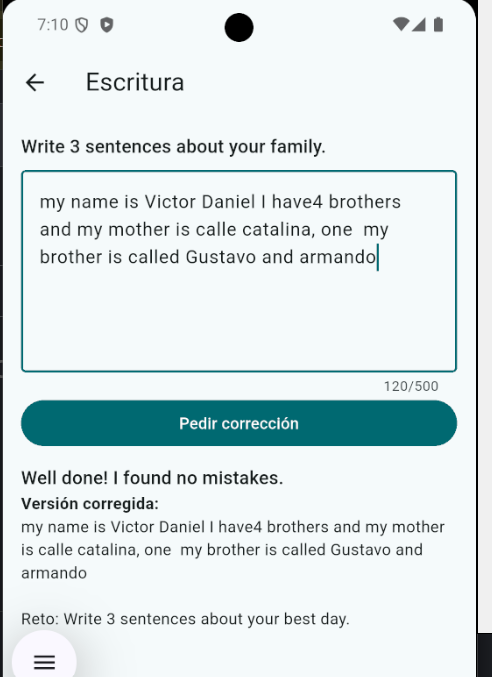 7:10
Escritura
Write 3 sentences about your family.
my name is Victor Daniel I have4 brothers
and my mother is calle catalina, one  my
brother is called Gustavo and armando
120/500
Pedir corrección
Well done! I found no mistakes.
Versión corregida:
my name is Victor Daniel I have4 brothers and my mother
is calle catalina, one  my brother is called Gustavo and
armando
Reto: Write 3 sentences about your best day.